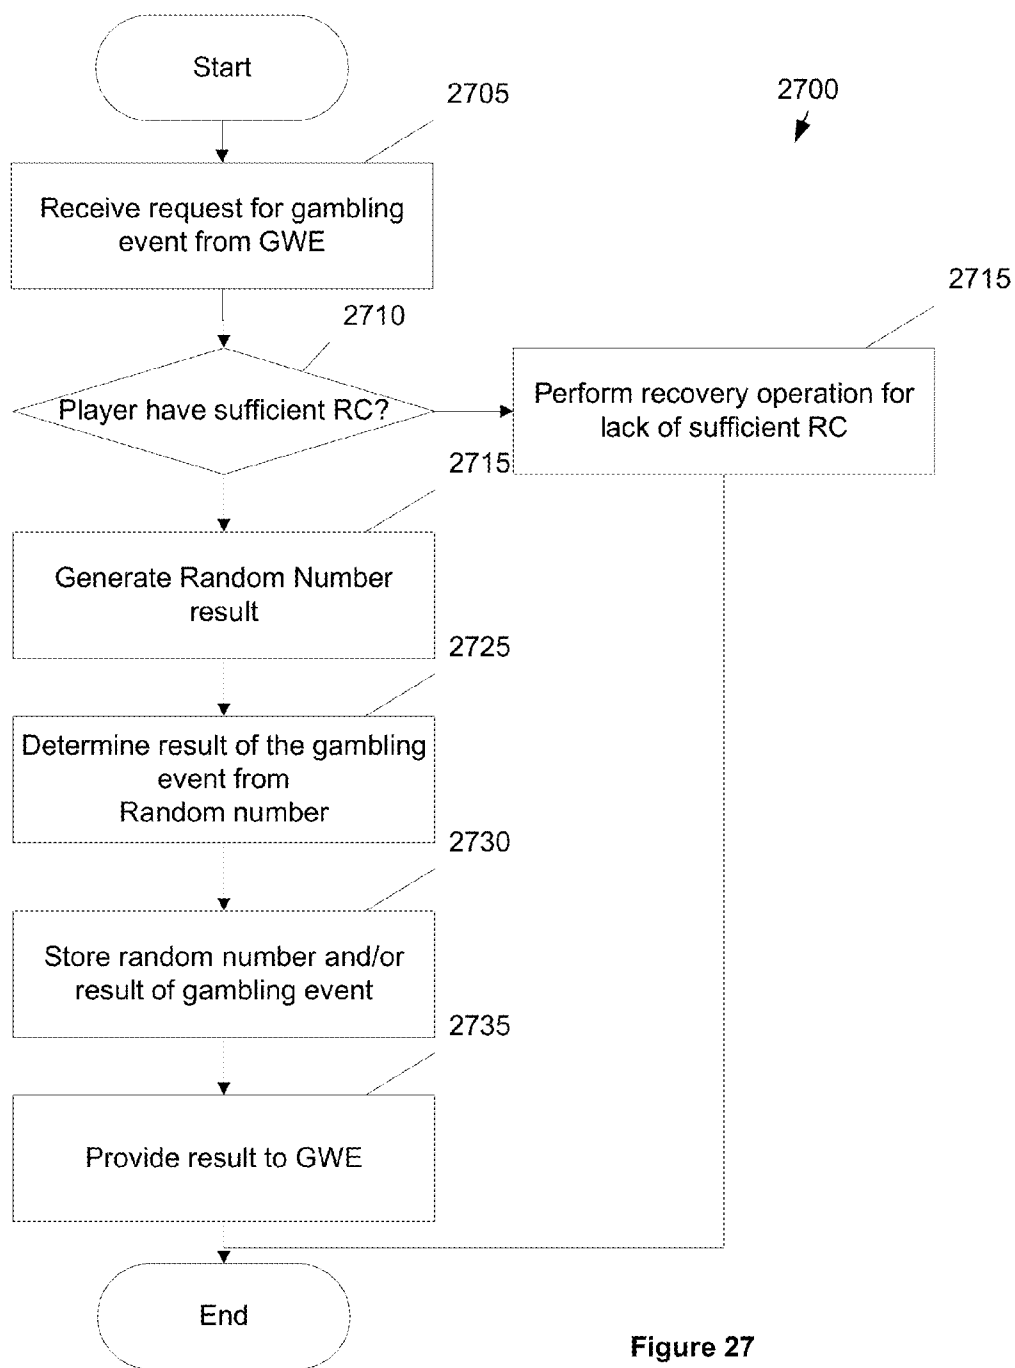 Start
2705
2700
Receive request for gambling
event from GWE
2710
2715
Player have sufficient RC?
Perform recovery operation for
lack of sufficient RC
2715
Generate Random Number
result
2725
Determine result of the gambling
event from
Random number
2730
Store random number and/or
result of gambling event
2735
Provide result to GWE
End
Figure 27